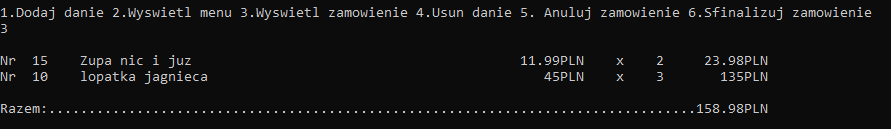 1.Dodaj danie 2.Wyswietl menu 3.Wyswietl zamowienie 4.Usun danie 5. Anuluj zamowienie 6.Sfinalizuj zamowienie
3
Nr 15 Zupa nic i juz 11.99PLN x 2 23.98PLN
Nr 10 lopatka jagnieca 45PLN x 3 135PLN
Razem:.................................................................................158.98PLN